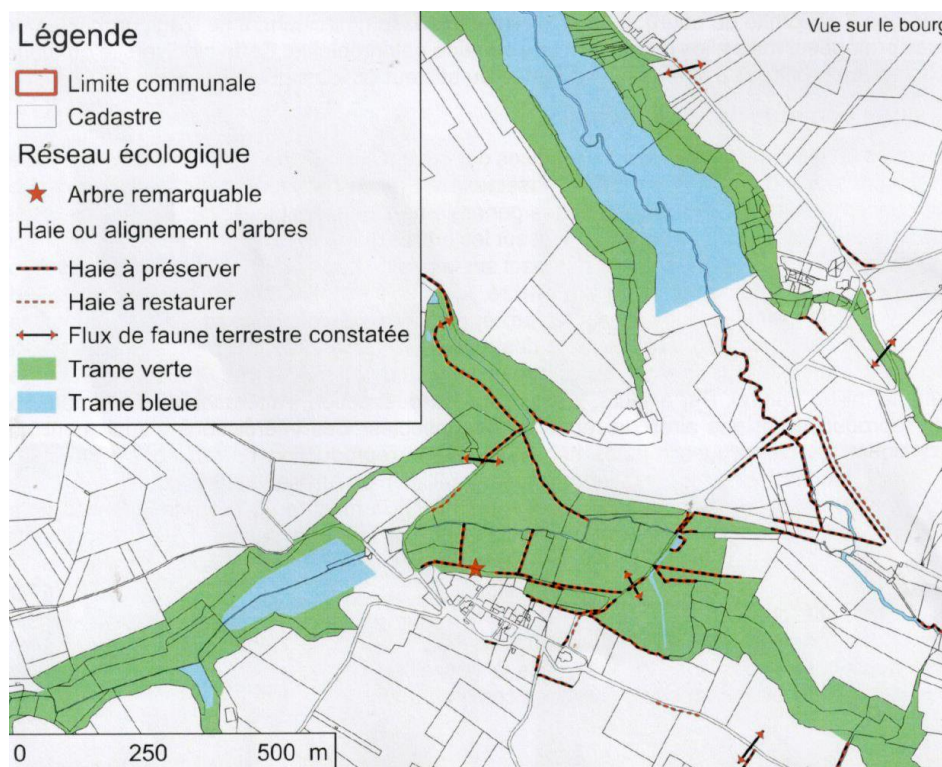 Vue sur le bourg
Légende
Limite communale
Cadastre
Réseau écologique
Arbre remarquable
Haie ou alignement d'arbres
Haie à préserver
Haie à restaurer
Flux de faune terrestre constatée
Trame verte
Trame bleue
0 250 500 m